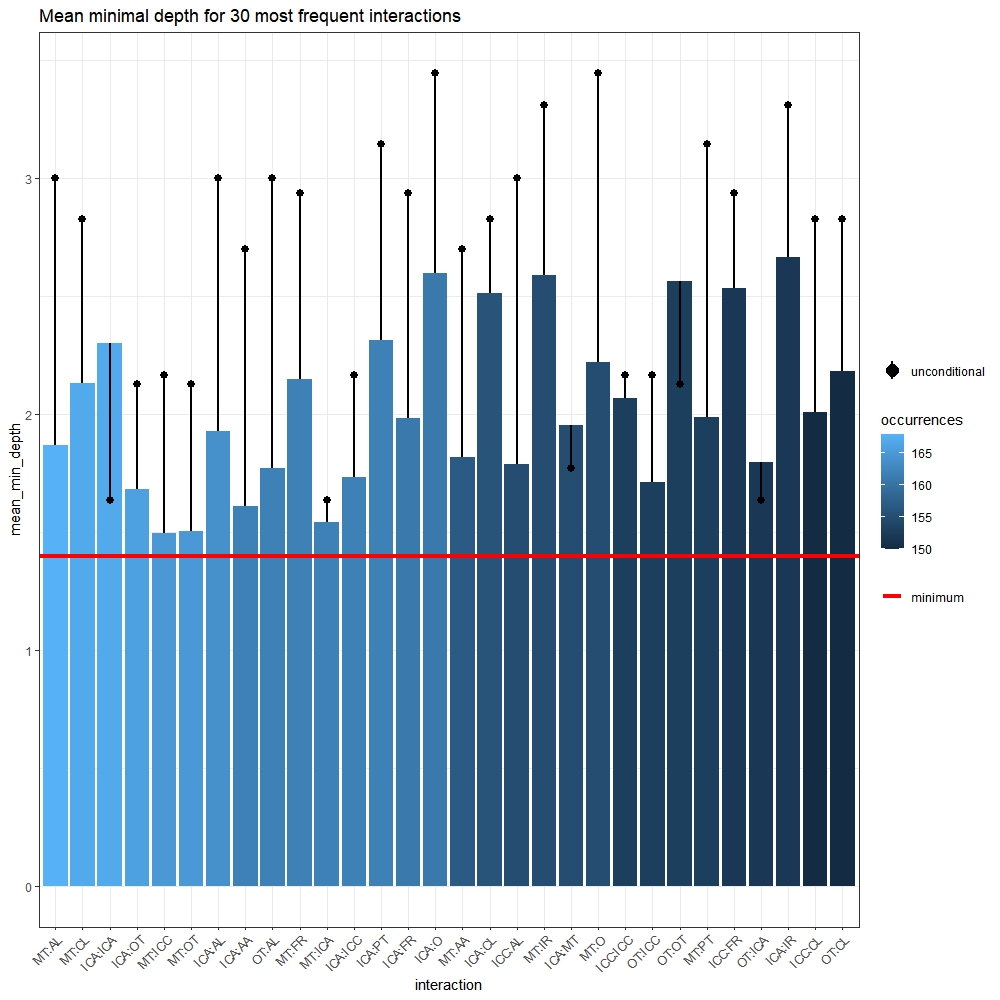 Mean minimal depth for 30 most frequent interactions
mean_min_depth
3
2
1
0
MT:AL
MT:CL
ICA:ICA
ICA:OT
MT:ICC
MT:OT
ICA:AL
ICA:AA
OT:AL
MT:FR
MT:ICA
ICA:ICC
ICA:PT
ICA:FR
ICA:O
MT:AA
ICA:CL
ICC:AL
MT:IR
ICA:MT
MT:O
ICC:ICC
OT:ICC
OT:OT
MT:PT
ICC:FR
OT:ICA
ICA:IR
ICC:CL
OT:CL
interaction
unconditional
occurrences
165
160
155
150
minimum